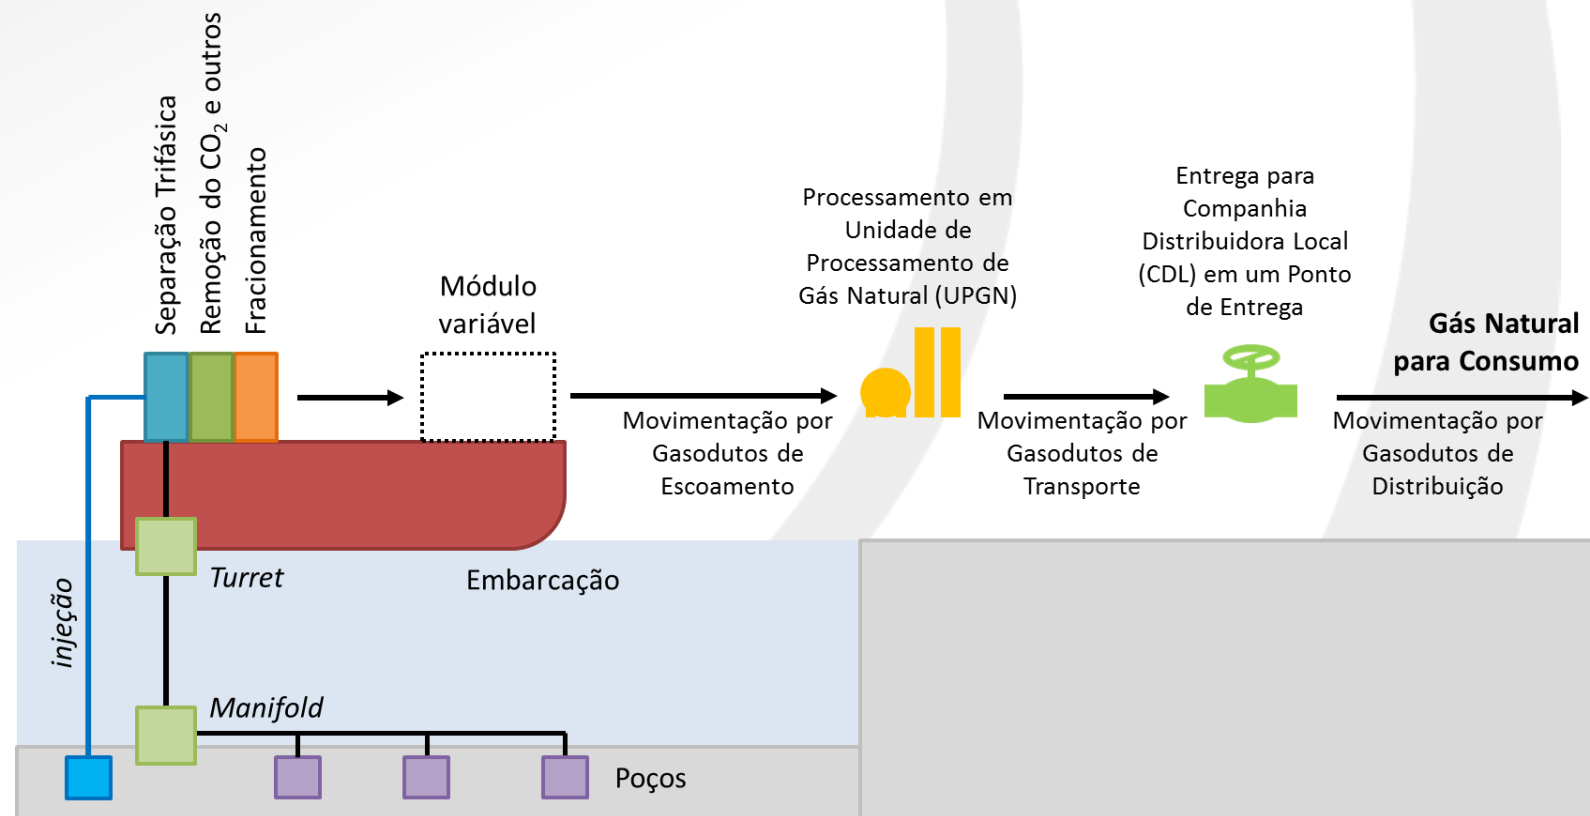 Separação Trifásica
Remoção do CO₂ e outros
Fracionamento
Módulo
variável
Processamento em
Unidade de
Processamento de
Gás Natural (UPGN)
Entrega para
Companhia
Distribuidora Local
(CDL) em um Ponto
de Entrega
Gás Natural
para Consumo
Movimentação por
Gasodutos de
Escoamento
Movimentação por
Gasodutos de
Transporte
Movimentação por
Gasodutos de
Distribuição
injeção
Turret
Embarcação
Manifold
Poços